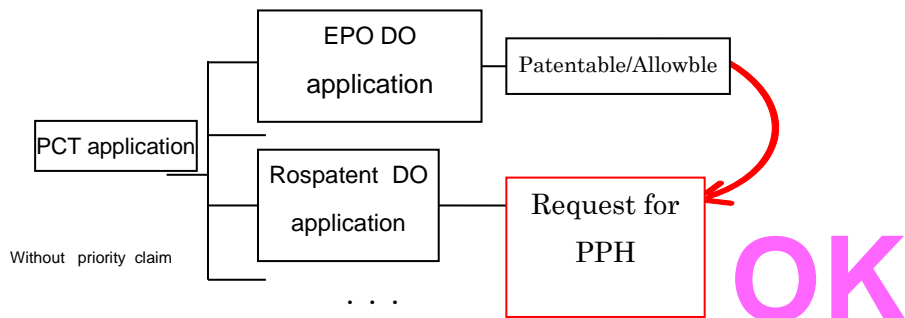 EPO DO
application
Patentable/Allowble
PCT application
Rospatent DO
application
Request for
PPH
Without priority claim
. . .
OK